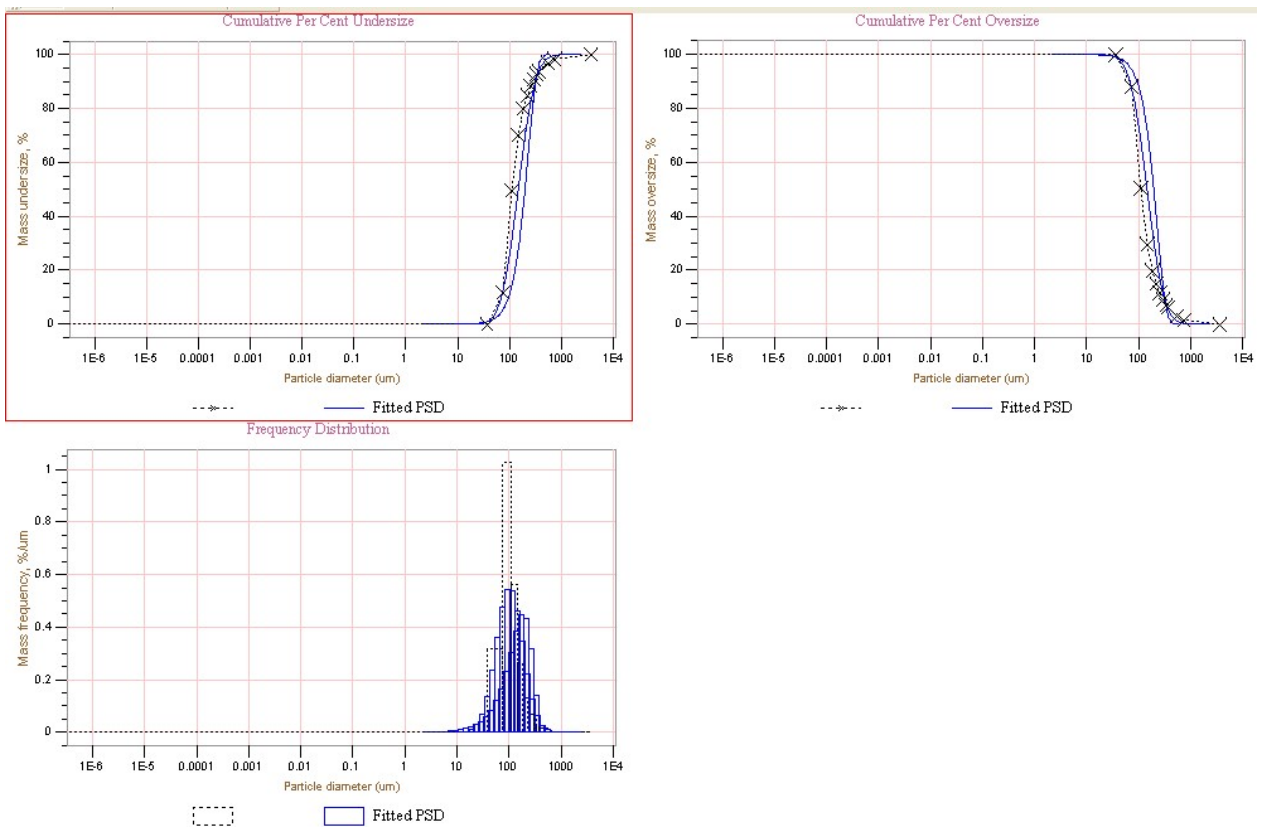 Cumulative Per Cent Undersize
Mass undersize, %
100
80
60
40
20
0
1E-6 1E-5 0.0001 0.001 0.01 0.1 1 10 100 1000 1E4
Particle diameter (um)
Fitted PSD
Cumulative Per Cent Oversize
Mass oversize, %
100
80
60
40
20
0
1E-6 1E-5 0.0001 0.001 0.01 0.1 1 10 100 1000 1E4
Particle diameter (um)
Fitted PSD
Frequency Distribution
Mass frequency, %/um
1
0.8
0.6
0.4
0.2
0
1E-6 1E-5 0.0001 0.001 0.01 0.1 1 10 100 1000 1E4
Particle diameter (um)
Fitted PSD